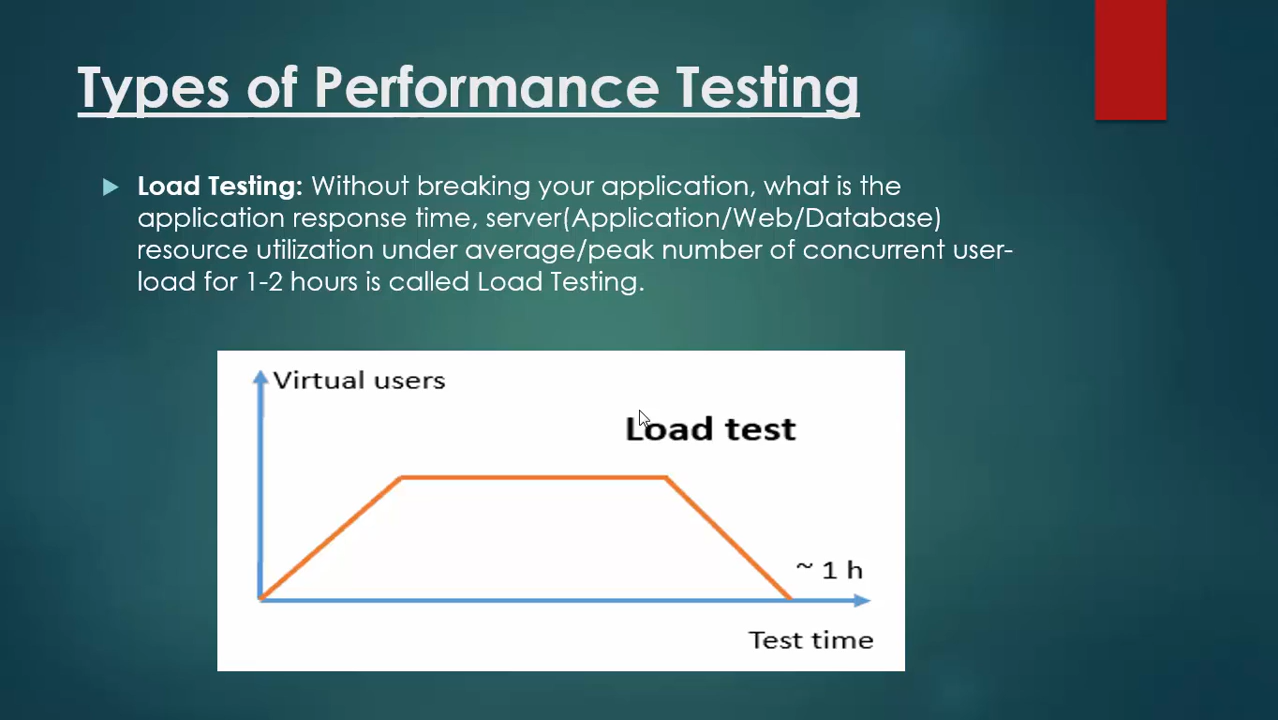 Types of Performance Testing
Load Testing: Without breaking your application, what is the
application response time, server(Application/Web/Database)
resource utilization under average/peak number of concurrent user-
load for 1-2 hours is called Load Testing.
Virtual users
Load test
~ 1 h
Test time